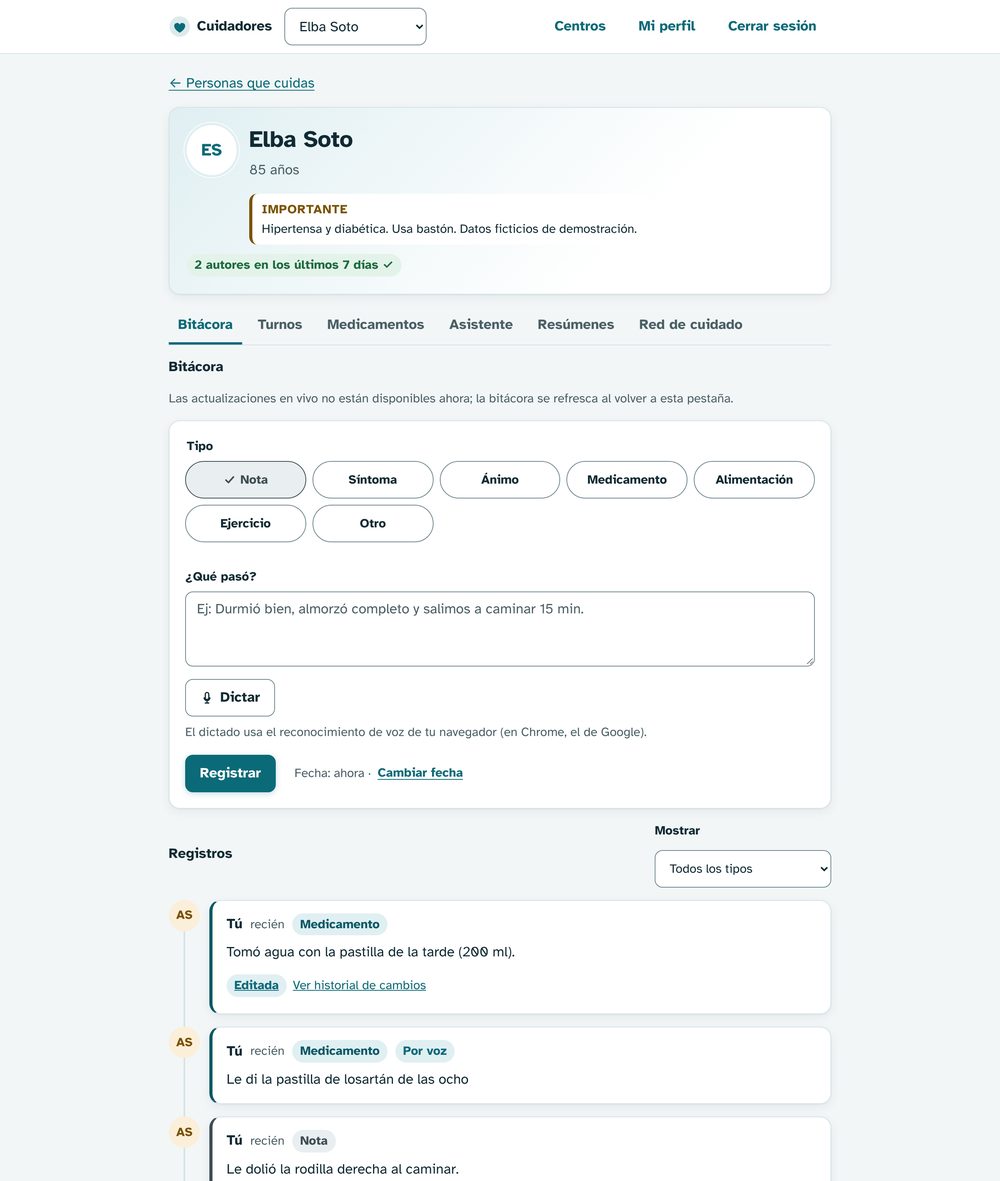 Cuidadores
Elba Soto
Centros
Mi perfil
Cerrar sesión
← Personas que cuidas
ES
Elba Soto
85 años
IMPORTANTE
Hipertensa y diabética. Usa bastón. Datos ficticios de demostración.
2 autores en los últimos 7 días ✓
Bitácora
Turnos
Medicamentos
Asistente
Resúmenes
Red de cuidado
Bitácora
Las actualizaciones en vivo no están disponibles ahora; la bitácora se refresca al volver a esta pestaña.
Tipo
✓ Nota
Síntoma
Ánimo
Medicamento
Alimentación
Ejercicio
Otro
¿Qué pasó?
Ej: Durmió bien, almorzó completo y salimos a caminar 15 min.
Dictar
El dictado usa el reconocimiento de voz de tu navegador (en Chrome, el de Google).
Registrar
Fecha: ahora · Cambiar fecha
Mostrar
Registros
Todos los tipos
AS
Tú recién Medicamento
Tomó agua con la pastilla de la tarde (200 ml).
Editada Ver historial de cambios
AS
Tú recién Medicamento Por voz
Le di la pastilla de losartán de las ocho
AS
Tú recién Nota
Le dolió la rodilla derecha al caminar.